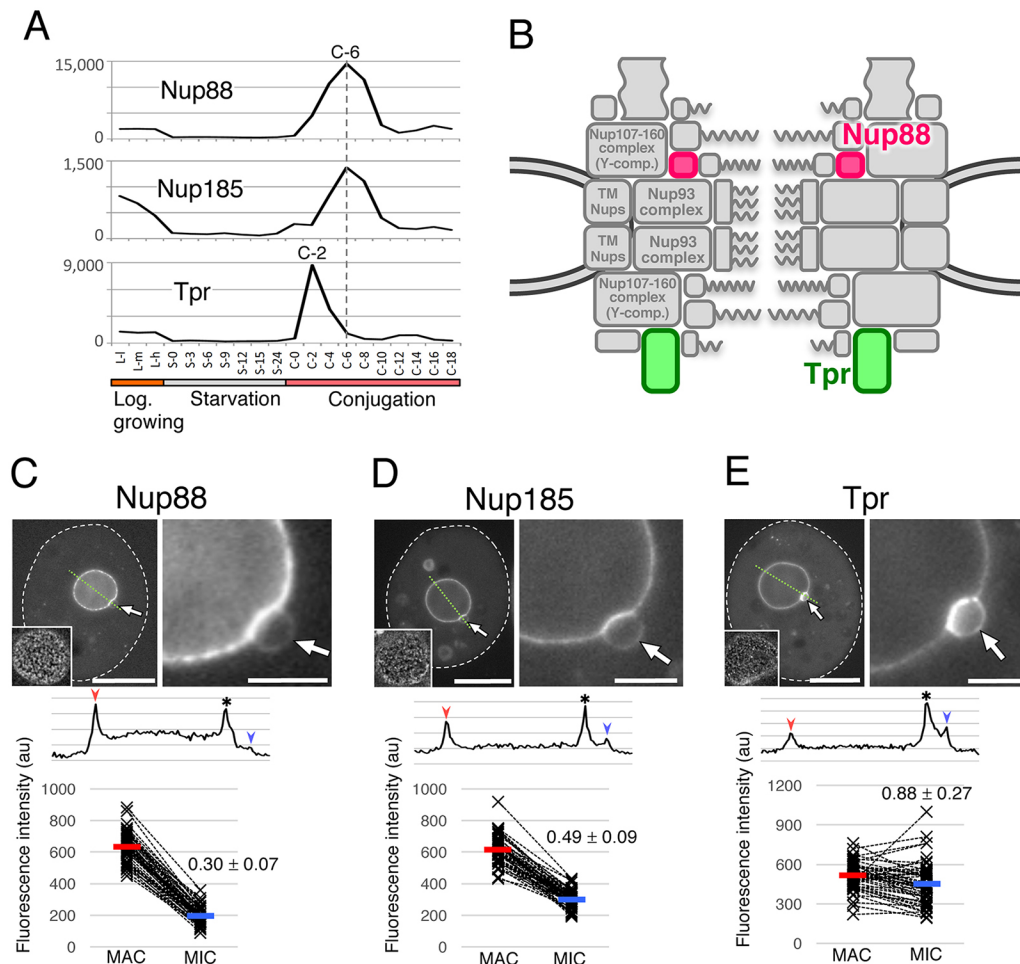 A
C-6
15,000
Nup88
0
1,500
Nup185
0
C-2
9,000
Tpr
0
L-l L-m L-h S-0 S-3 S-6 S-9 S-12 S-15 S-24 C-0 C-2 C-4 C-6 C-8 C-10 C-12 C-14 C-16 C-18
Log. growing
Starvation
Conjugation
B
Nup107-160
complex
(Y-comp.)
Nup88
TM
Nups
Nup93
complex
TM
Nups
Nup93
complex
Nup107-160
complex
(Y-comp.)
Tpr
C
Nup88
*
Fluorescence intensity (au)
1000
800
600
400
200
0
0.30 ± 0.07
MAC MIC
D
Nup185
*
Fluorescence intensity (au)
1000
800
600
400
200
0
0.49 ± 0.09
MAC MIC
E
Tpr
*
Fluorescence intensity (au)
1200
900
600
300
0
0.88 ± 0.27
MAC MIC